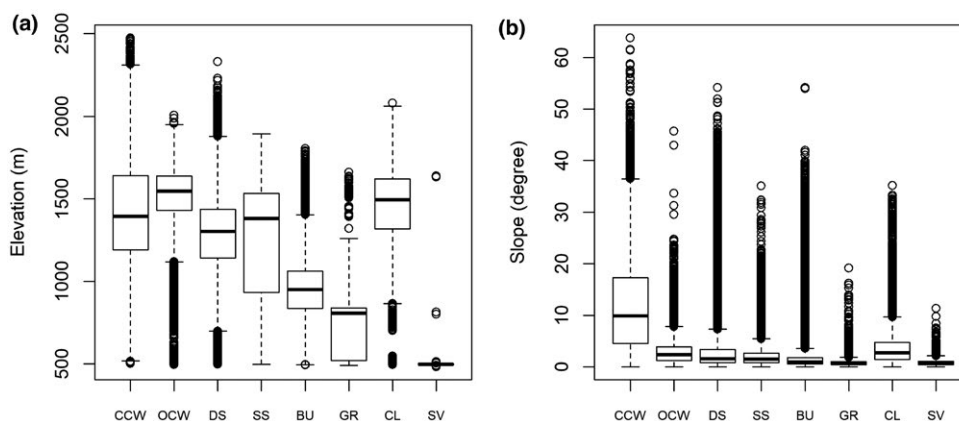 (a)
Elevation (m)
2500
2000
1500
1000
500
CCW OCW DS SS BU GR CL SV
(b)
Slope (degree)
60
50
40
30
20
10
0
CCW OCW DS SS BU GR CL SV